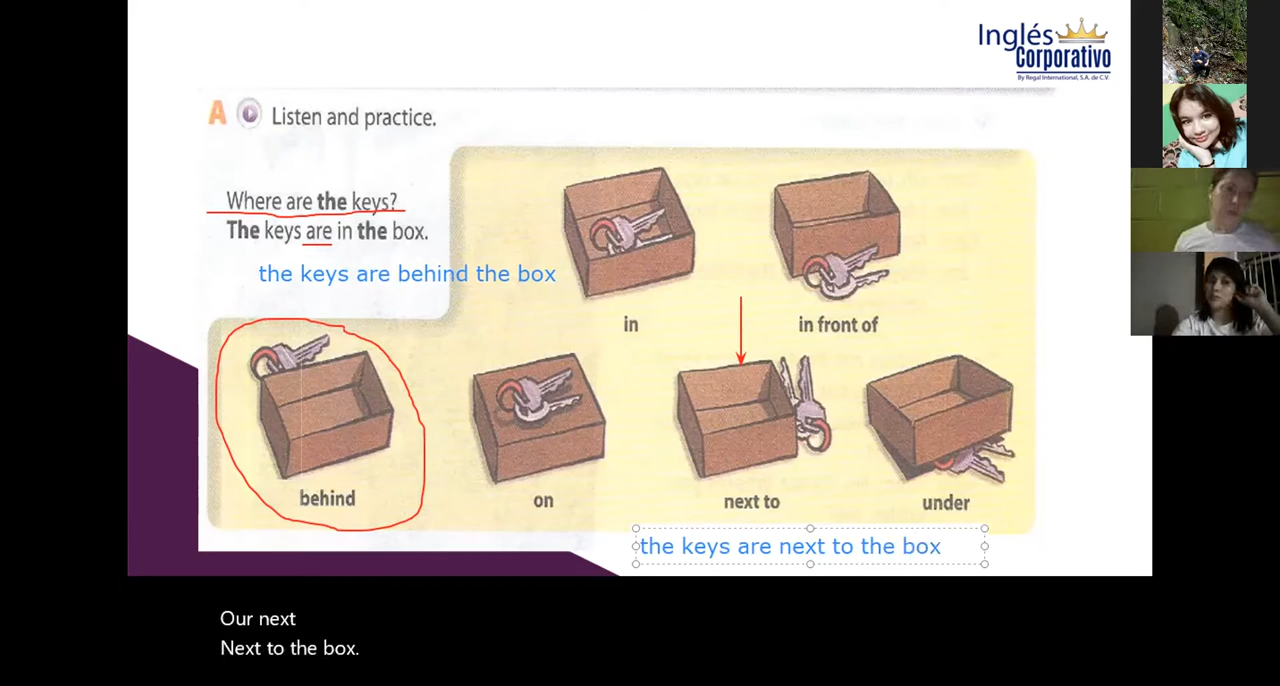 Inglés
Corporativo
By Regal International, S.A. de C.V.
A Listen and practice.
Where are the keys?
The keys are in the box.
the keys are behind the box
in
in front of
behind
on
next to
under
the keys are next to the box
Our next
Next to the box.